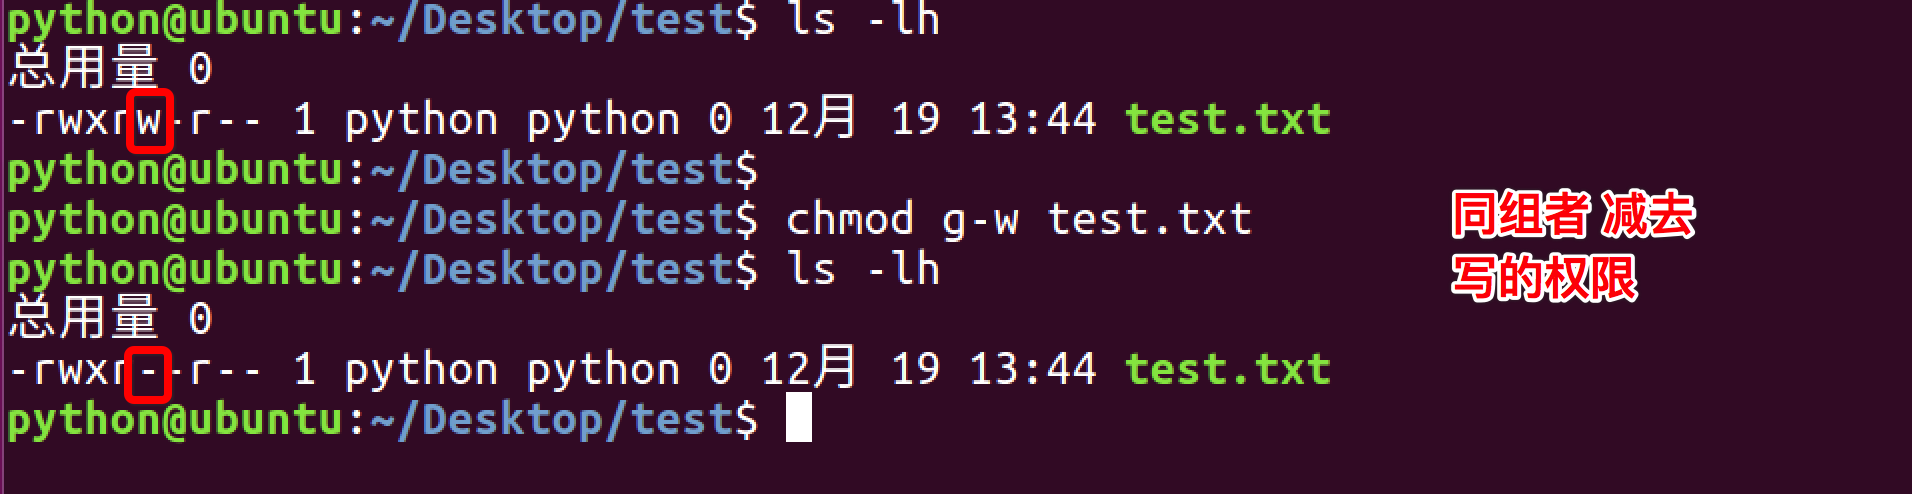 python@ubuntu:~/Desktop/test$ ls -lh
总用量 0
-rwxrw-r-- 1 python python 0 12月 19 13:44 test.txt
python@ubuntu:~/Desktop/test$
python@ubuntu:~/Desktop/test$ chmod g-w test.txt
python@ubuntu:~/Desktop/test$ ls -lh
总用量 0
-rwxr--r-- 1 python python 0 12月 19 13:44 test.txt
python@ubuntu:~/Desktop/test$
同组者 减去
写的权限